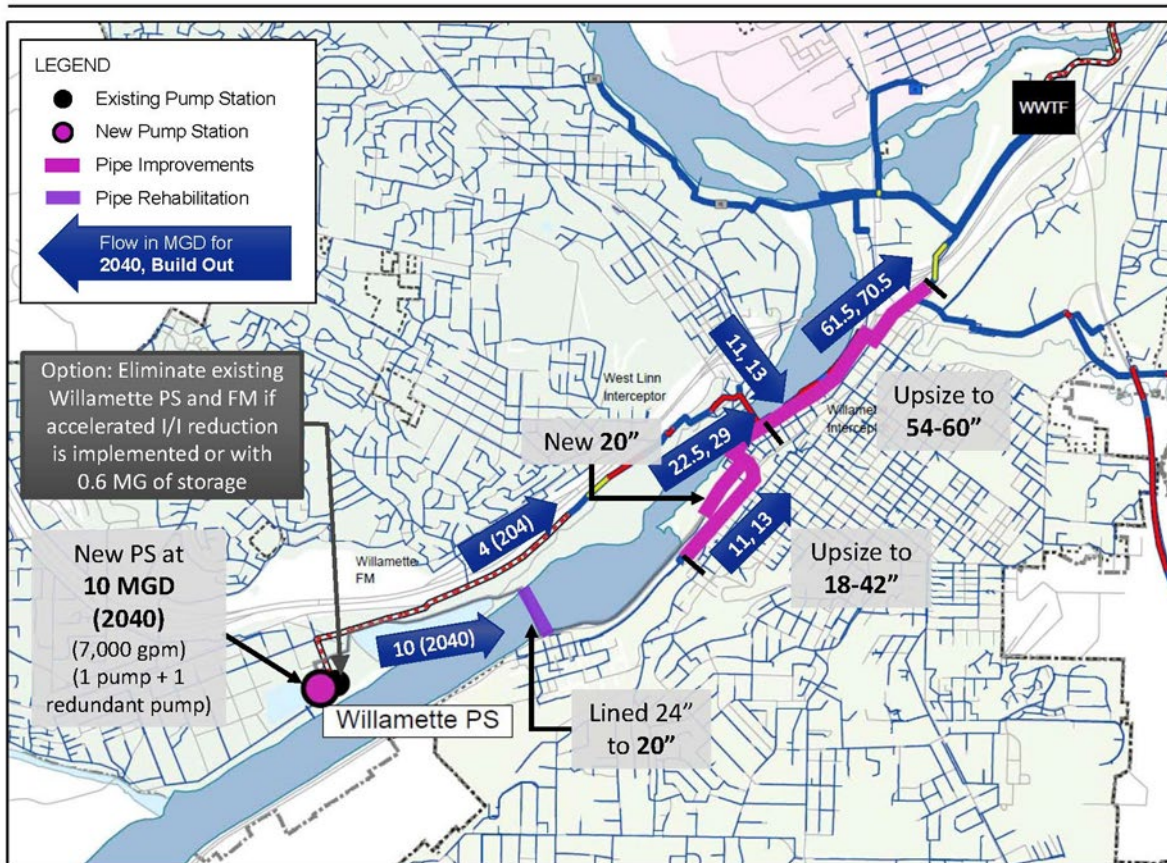 LEGEND
Existing Pump Station
New Pump Station
Pipe Improvements
Pipe Rehabilitation
Flow in MGD for
2040, Build Out
WWTF
Option: Eliminate existing
Willamette PS and FM if
accelerated I/I reduction
is implemented or with
0.6 MG of storage
West Linn
Interceptor
61.5, 70.5
11, 13
Willamet
Intercept
Upsize to
54-60”
New 20”
22.5, 29
4 (204)
11, 13
Upsize to
18-42”
Willamette
FM
New PS at
10 MGD
(2040)
(7,000 gpm)
(1 pump + 1
redundant pump)
10 (2040)
Willamette PS
Lined 24”
to 20”